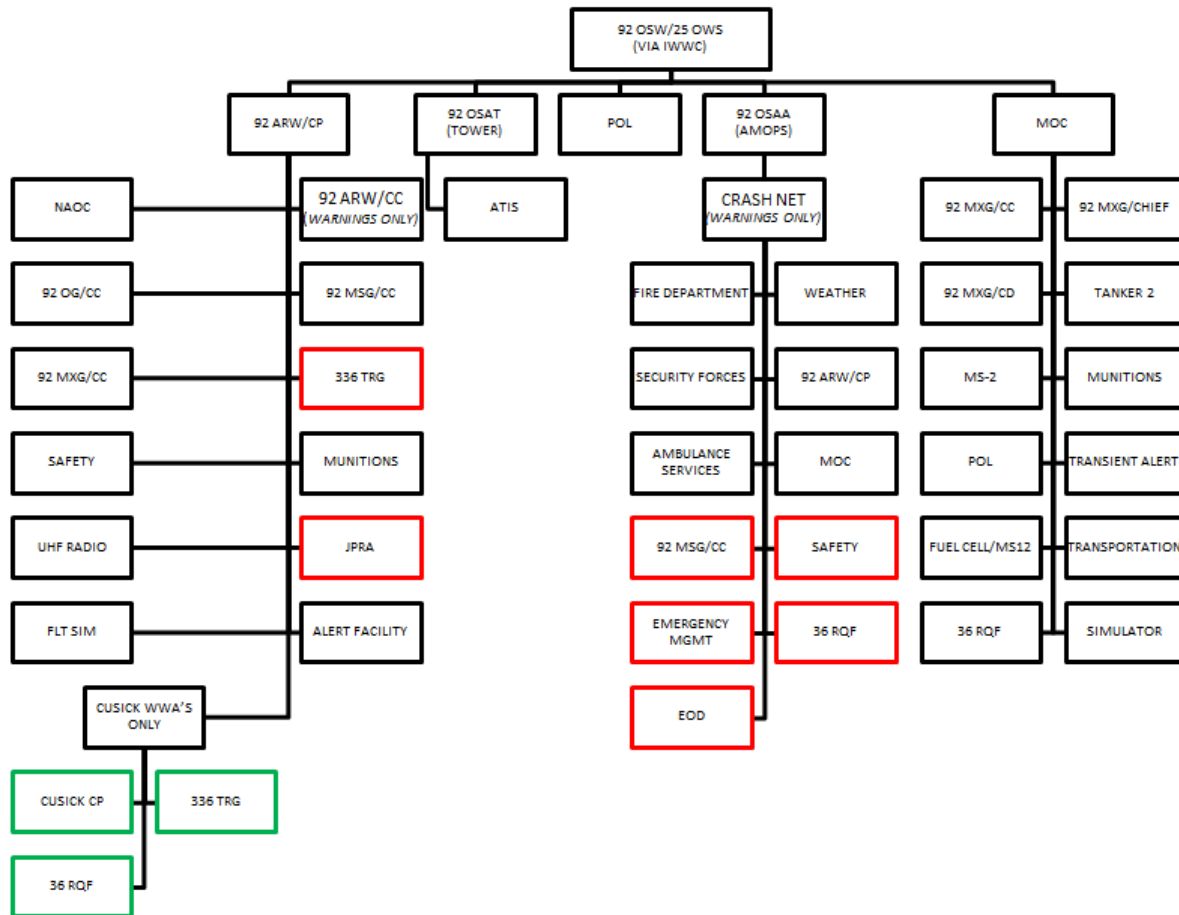 92 OSW/25 OWS
(VIA IWWC)
92 ARW/CP
92 OSAT
(TOWER)
POL
92 OSAA
(AMOPS)
MOC
NAOC
92 ARW/CC
(WARNINGS ONLY)
ATIS
CRASH NET
(WARNINGS ONLY)
92 MXG/CC
92 MXG/CHIEF
92 OG/CC
92 MSG/CC
FIRE DEPARTMENT
WEATHER
92 MXG/CD
TANKER 2
92 MXG/CC
336 TRG
SECURITY FORCES
92 ARW/CP
MS-2
MUNITIONS
SAFETY
MUNITIONS
AMBULANCE
SERVICES
MOC
POL
TRANSIENT ALERT
UHF RADIO
JPRA
92 MSG/CC
SAFETY
FUEL CELL/MS12
TRANSPORTATION
FLT SIM
ALERT FACILITY
EMERGENCY
MGMT
36 RQF
36 RQF
SIMULATOR
CUSICK WWA'S
ONLY
EOD
CUSICK CP
336 TRG
36 RQF